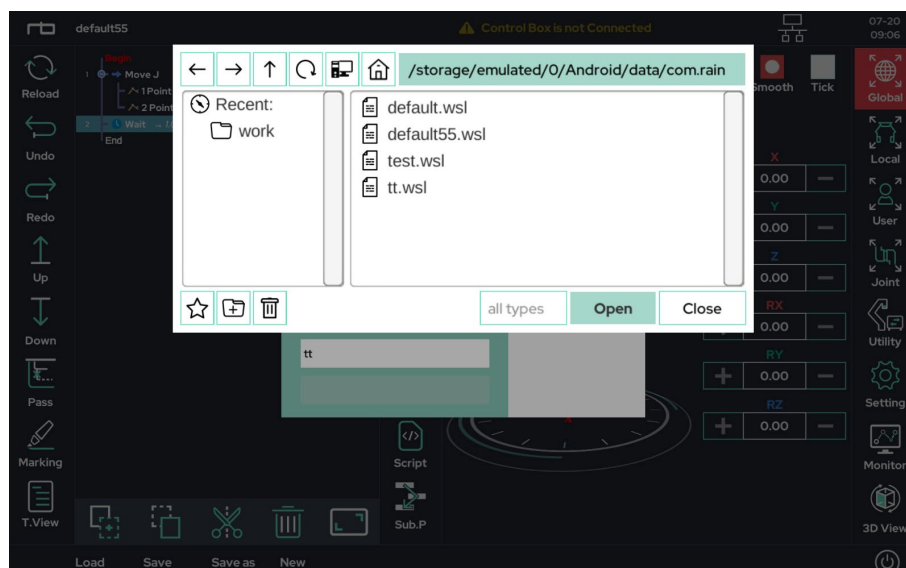 default55
Control Box is not Connected
07-20
09:06
/storage/emulated/0/Android/data/com.rain
Recent:
work
default.wsl
default55.wsl
test.wsl
tt.wsl
all types
Open
Close
tt
Reload
Undo
Redo
Up
Down
Pass
Marking
T.View
Begin
1
Move J
1 Point
2 Point
2
Wait
End
Smooth
Tick
X
0.00
Y
0.00
Z
0.00
RX
0.00
RY
0.00
RZ
0.00
Script
Sub.P
Global
Local
User
Joint
Utility
Setting
Monitor
3D View
Load
Save
Save as
New